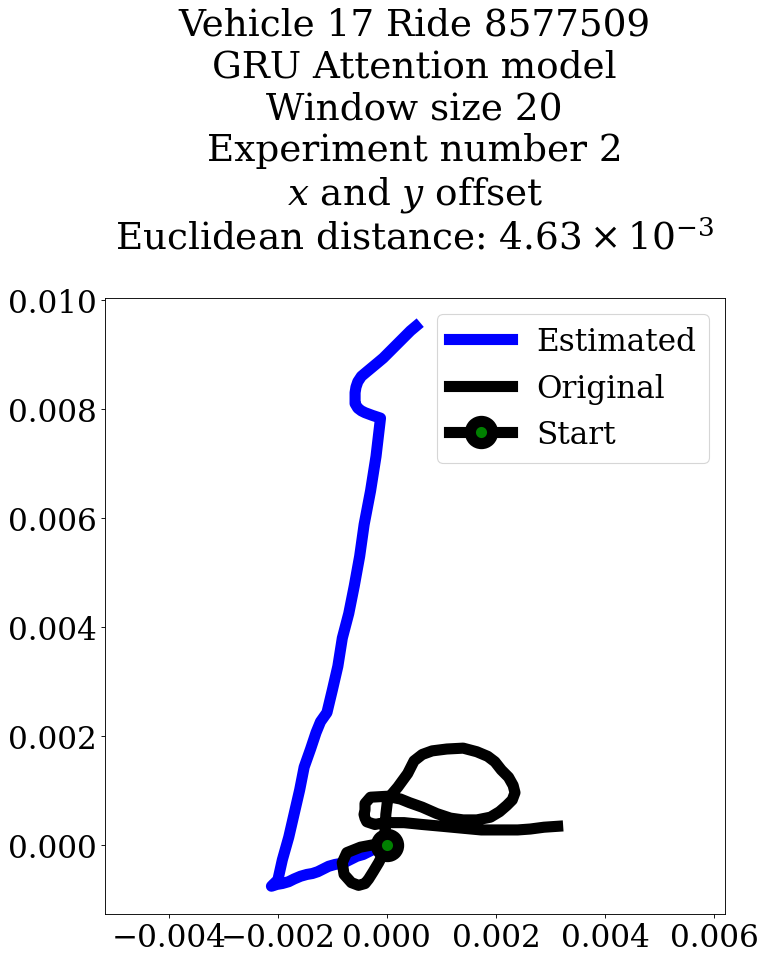 Vehicle 17 Ride 8577509
GRU Attention model
Window size 20
Experiment number 2
x and y offset
Euclidean distance: 4.63 × 10⁻³
0.010
0.008
0.006
0.004
0.002
0.000
Estimated
Original
Start
−0.004
−0.002
0.000
0.002
0.004
0.006